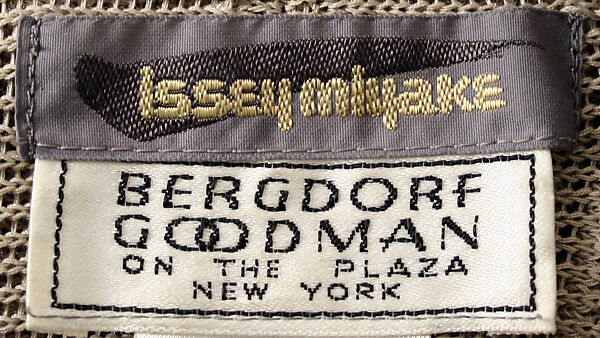 issey miyake
BERGDORF
GOODMAN
ON THE PLAZA
NEW YORK